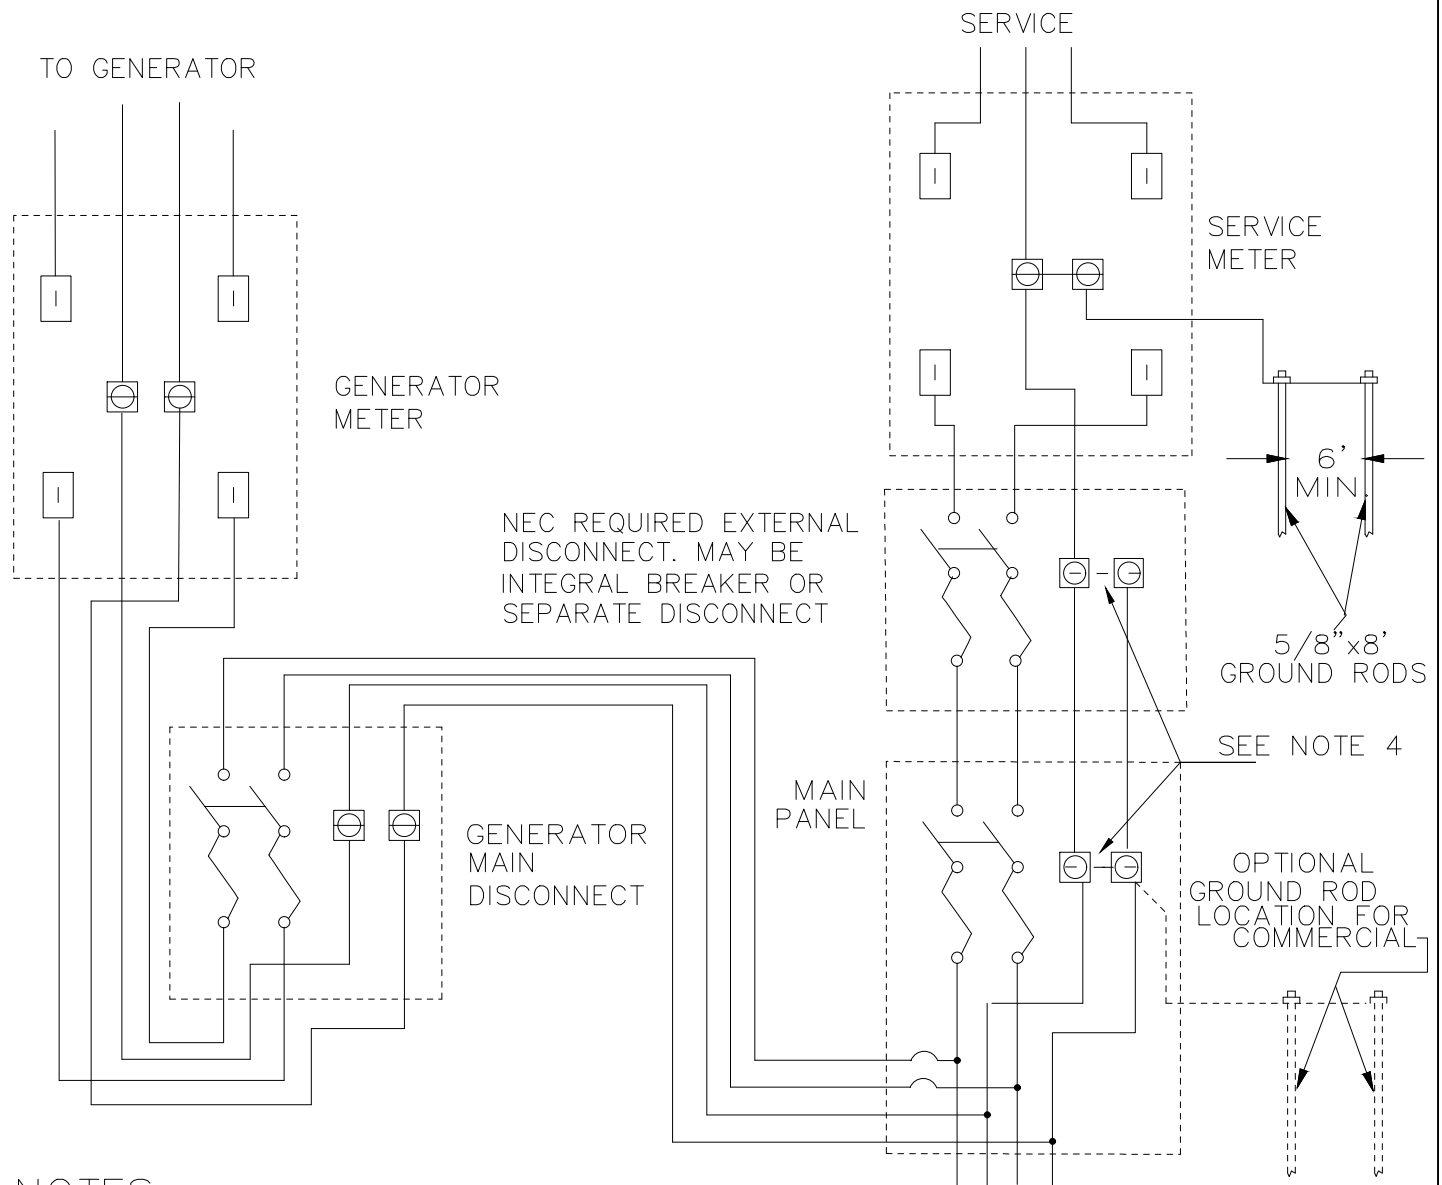 SERVICE
TO GENERATOR
SERVICE
METER
GENERATOR
METER
6'
MIN.
NEC REQUIRED EXTERNAL
DISCONNECT. MAY BE
INTEGRAL BREAKER OR
SEPARATE DISCONNECT
5/8"x8'
GROUND RODS
SEE NOTE 4
MAIN
PANEL
GENERATOR
MAIN
DISCONNECT
OPTIONAL
GROUND ROD
LOCATION FOR
COMMERCIAL
NOTES